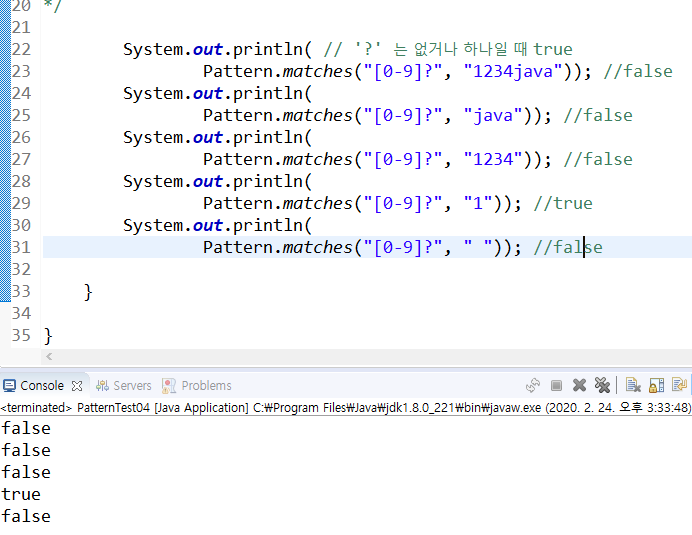 20 */
21
22 System.out.println( // '?' 는 없거나 하나일 때 true
23 Pattern.matches("[0-9]?", "1234java")); //false
24 System.out.println(
25 Pattern.matches("[0-9]?", "java")); //false
26 System.out.println(
27 Pattern.matches("[0-9]?", "1234")); //false
28 System.out.println(
29 Pattern.matches("[0-9]?", "1")); //true
30 System.out.println(
31 Pattern.matches("[0-9]?", " ")); //false
32
33 }
34
35 }
Console Servers Problems
<terminated> PatternTest04 [Java Application] C:₩Program Files₩Java₩jdk1.8.0_221₩bin₩javaw.exe (2020. 2. 24. 오후 3:33:48)
false
false
false
true
false